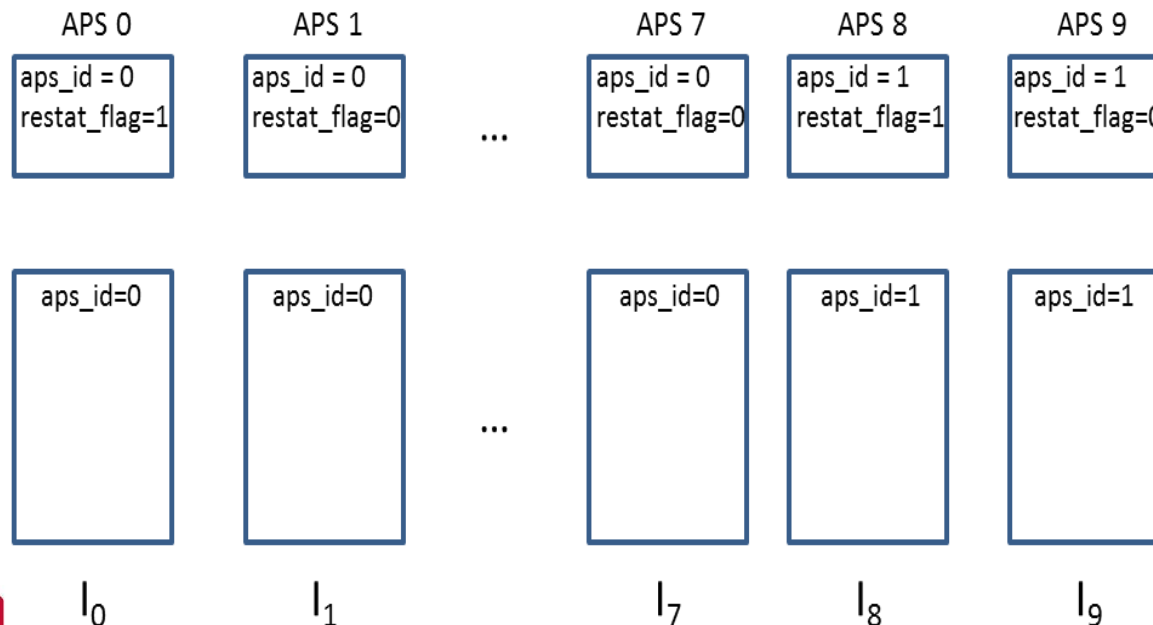 APS 0 APS 1 APS 7 APS 8 APS 9
aps_id = 0 aps_id = 0 aps_id = 0 aps_id = 1 aps_id = 1
restat_flag=1 restat_flag=0 ... restat_flag=0 restat_flag=1 restat_flag=0
aps_id=0 aps_id=0 aps_id=0 aps_id=1 aps_id=1
...
I0 I1 I7 I8 I9